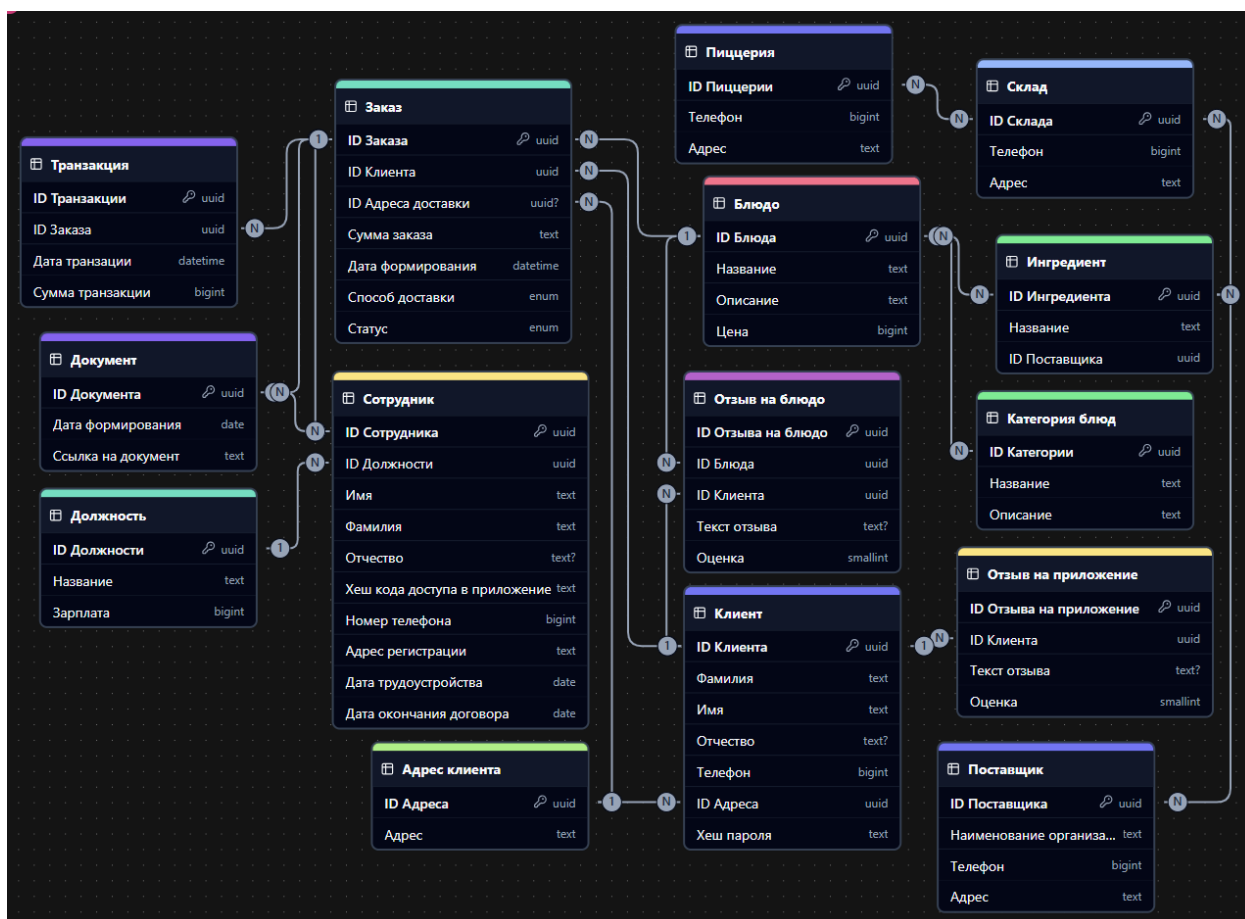 Транзакция
ID Транзакции uuid
ID Заказа uuid
Дата транзации datetime
Сумма транзакции bigint
N
Документ
ID Документа uuid
Дата формирования date
Ссылка на документ text
N
Должность
ID Должности uuid
Название text
Зарплата bigint
1
Заказ
1 ID Заказа uuid N
ID Клиента uuid N
ID Адреса доставки uuid? N
Сумма заказа text
Дата формирования datetime
Способ доставки enum
Статус enum
Сотрудник
N ID Сотрудника uuid
N ID Должности uuid
Имя text
Фамилия text
Отчество text?
Хеш кода доступа в приложение text
Номер телефона bigint
Адрес регистрации text
Дата трудоустройства date
Дата окончания договора date
Адрес клиента
ID Адреса uuid 1
Адрес text
Пиццерия
ID Пиццерии uuid N
Телефон bigint
Адрес text
Блюдо
1 ID Блюда uuid N
Название text
Описание text
Цена bigint
Отзыв на блюдо
ID Отзыва на блюдо uuid
N ID Блюда uuid
N ID Клиента uuid
Текст отзыва text?
Оценка smallint
Клиент
1 ID Клиента uuid 1
Фамилия text
Имя text
Отчество text?
Телефон bigint
N ID Адреса uuid
Хеш пароля text
Склад
N ID Склада uuid N
Телефон bigint
Адрес text
Ингредиент
N ID Ингредиента uuid N
Название text
ID Поставщика uuid
Категория блюд
N ID Категории uuid
Название text
Описание text
Отзыв на приложение
ID Отзыва на приложение uuid
N ID Клиента uuid
Текст отзыва text?
Оценка smallint
Поставщик
ID Поставщика uuid N
Наименование организа... text
Телефон bigint
Адрес text